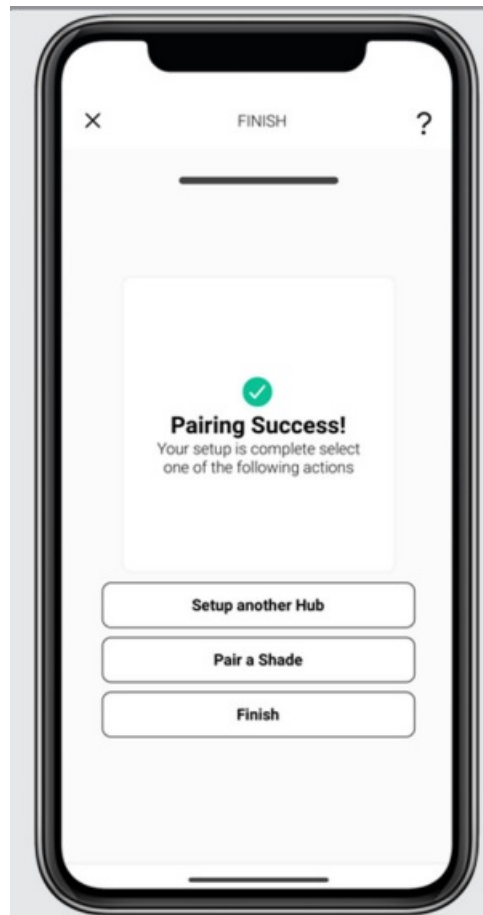 FINISH
?
Pairing Success!
Your setup is complete select
one of the following actions
Setup another Hub
Pair a Shade
Finish